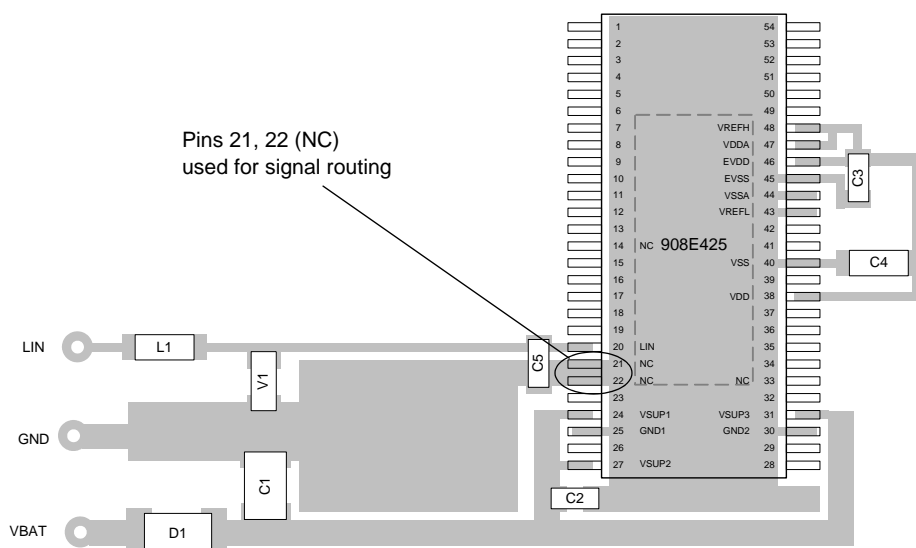 1 54
2 53
3 52
4 51
5 50
6 49
7 VREFH 48
Pins 21, 22 (NC)
8 VDDA 47
used for signal routing
9 EVDD 46
10 EVSS 45
C3
11 VSSA 44
12 VREFL 43
13 42
14 NC 908E425 41
15 VSS 40
C4
16 39
17 VDD 38
18 37
19 36
LIN L1 20 LIN 35
V1 C5
21 NC 34
22 NC NC 33
23 32
24 VSUP1 VSUP3 31
GND 25 GND1 GND2 30
26 29
27 VSUP2 28
C1
C2
VBAT D1